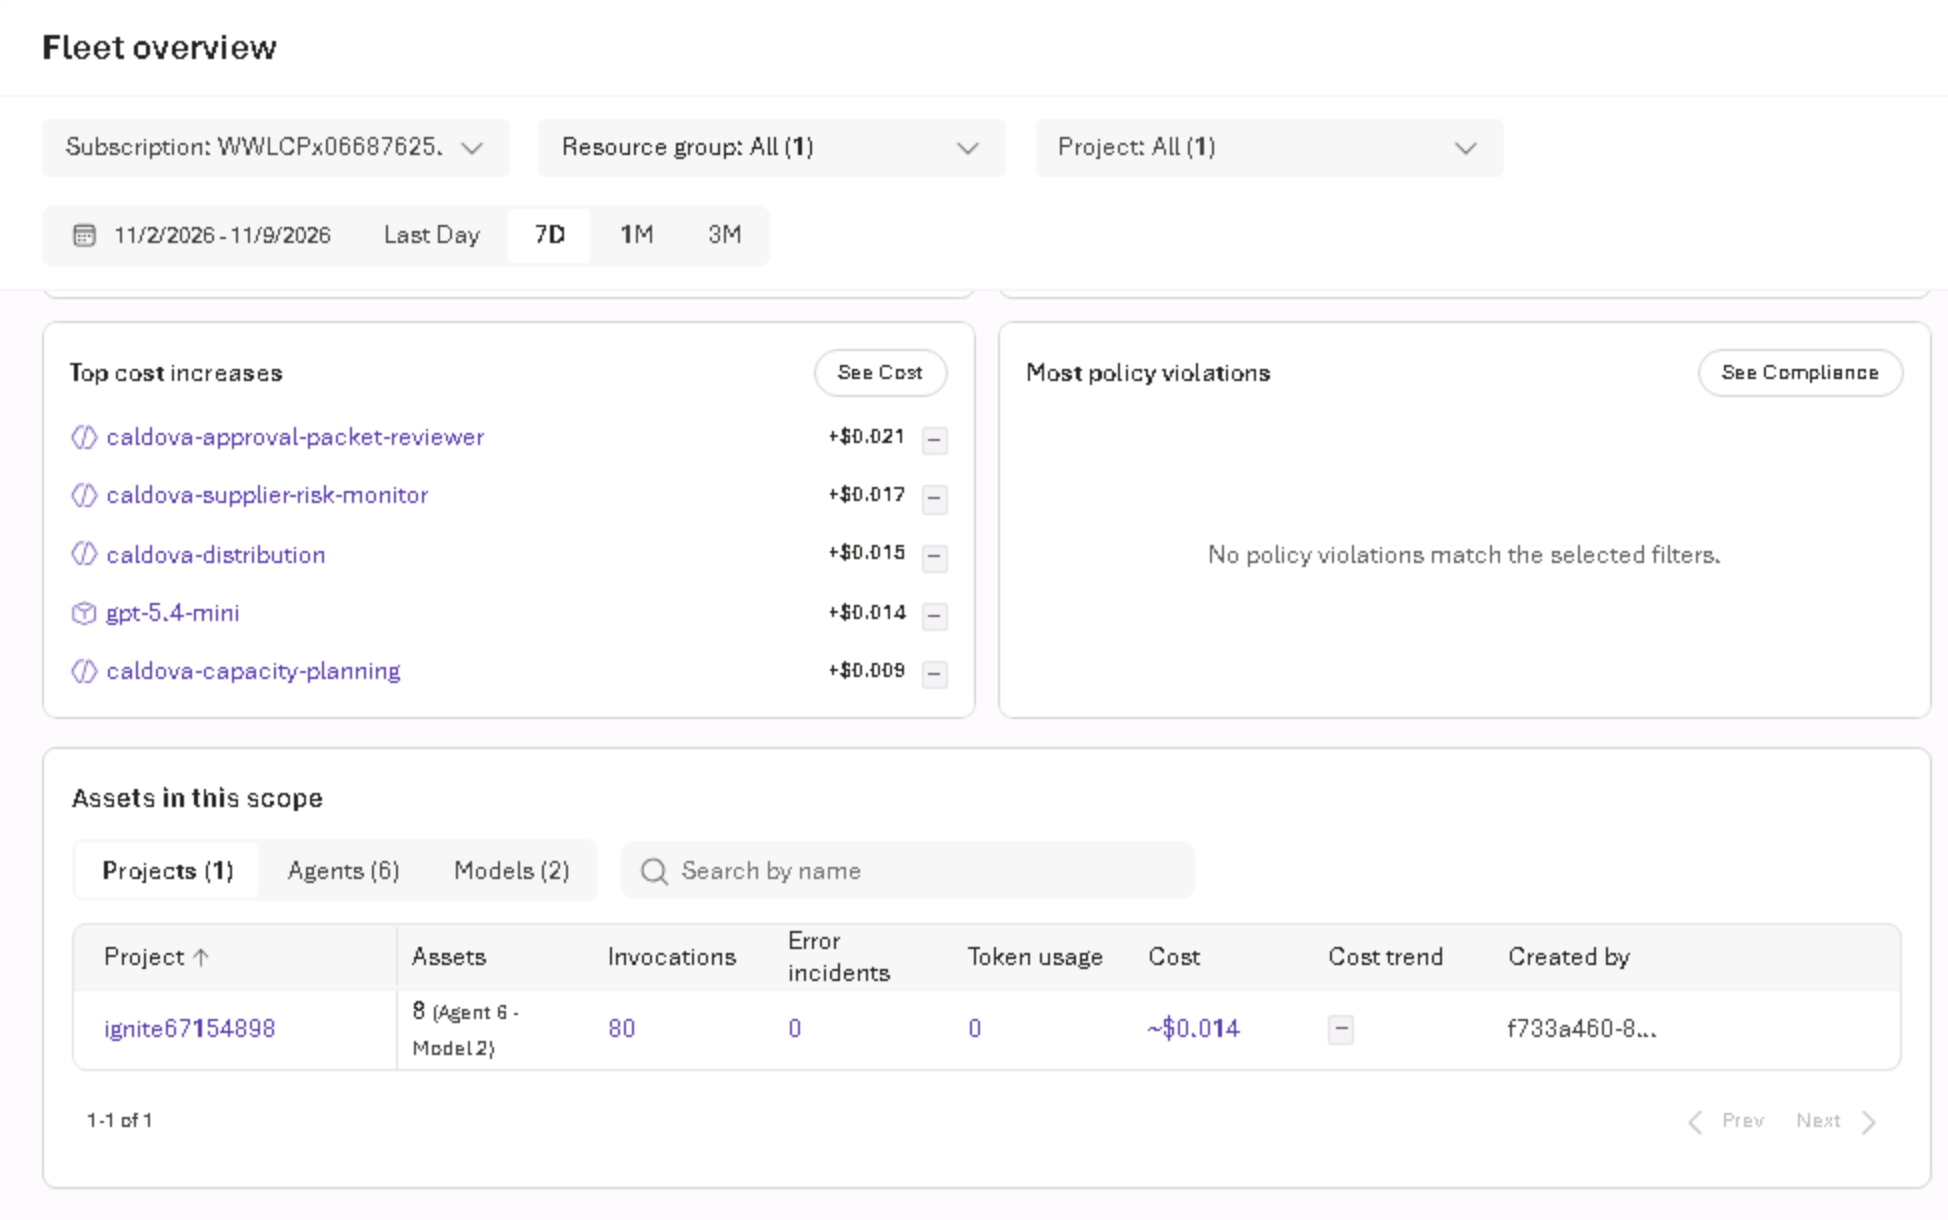 Fleet overview
Subscription: WWLCPx06687625.
Resource group: All (1)
Project: All (1)
11/2/2026 - 11/9/2026
Last Day
7D
1M
3M
Top cost increases
See Cost
caldova-approval-packet-reviewer
+$0.021
caldova-supplier-risk-monitor
+$0.017
caldova-distribution
+$0.015
gpt-5.4-mini
+$0.014
caldova-capacity-planning
+$0.009
Most policy violations
See Compliance
No policy violations match the selected filters.
Assets in this scope
Projects (1)
Agents (6)
Models (2)
Search by name
Project ↑
Assets
Invocations
Error
incidents
Token usage
Cost
Cost trend
Created by
ignite67154898
8 (Agent 6 -
Model 2)
80
0
0
~$0.014
–
f733a460-8...
1-1 of 1
Prev
Next